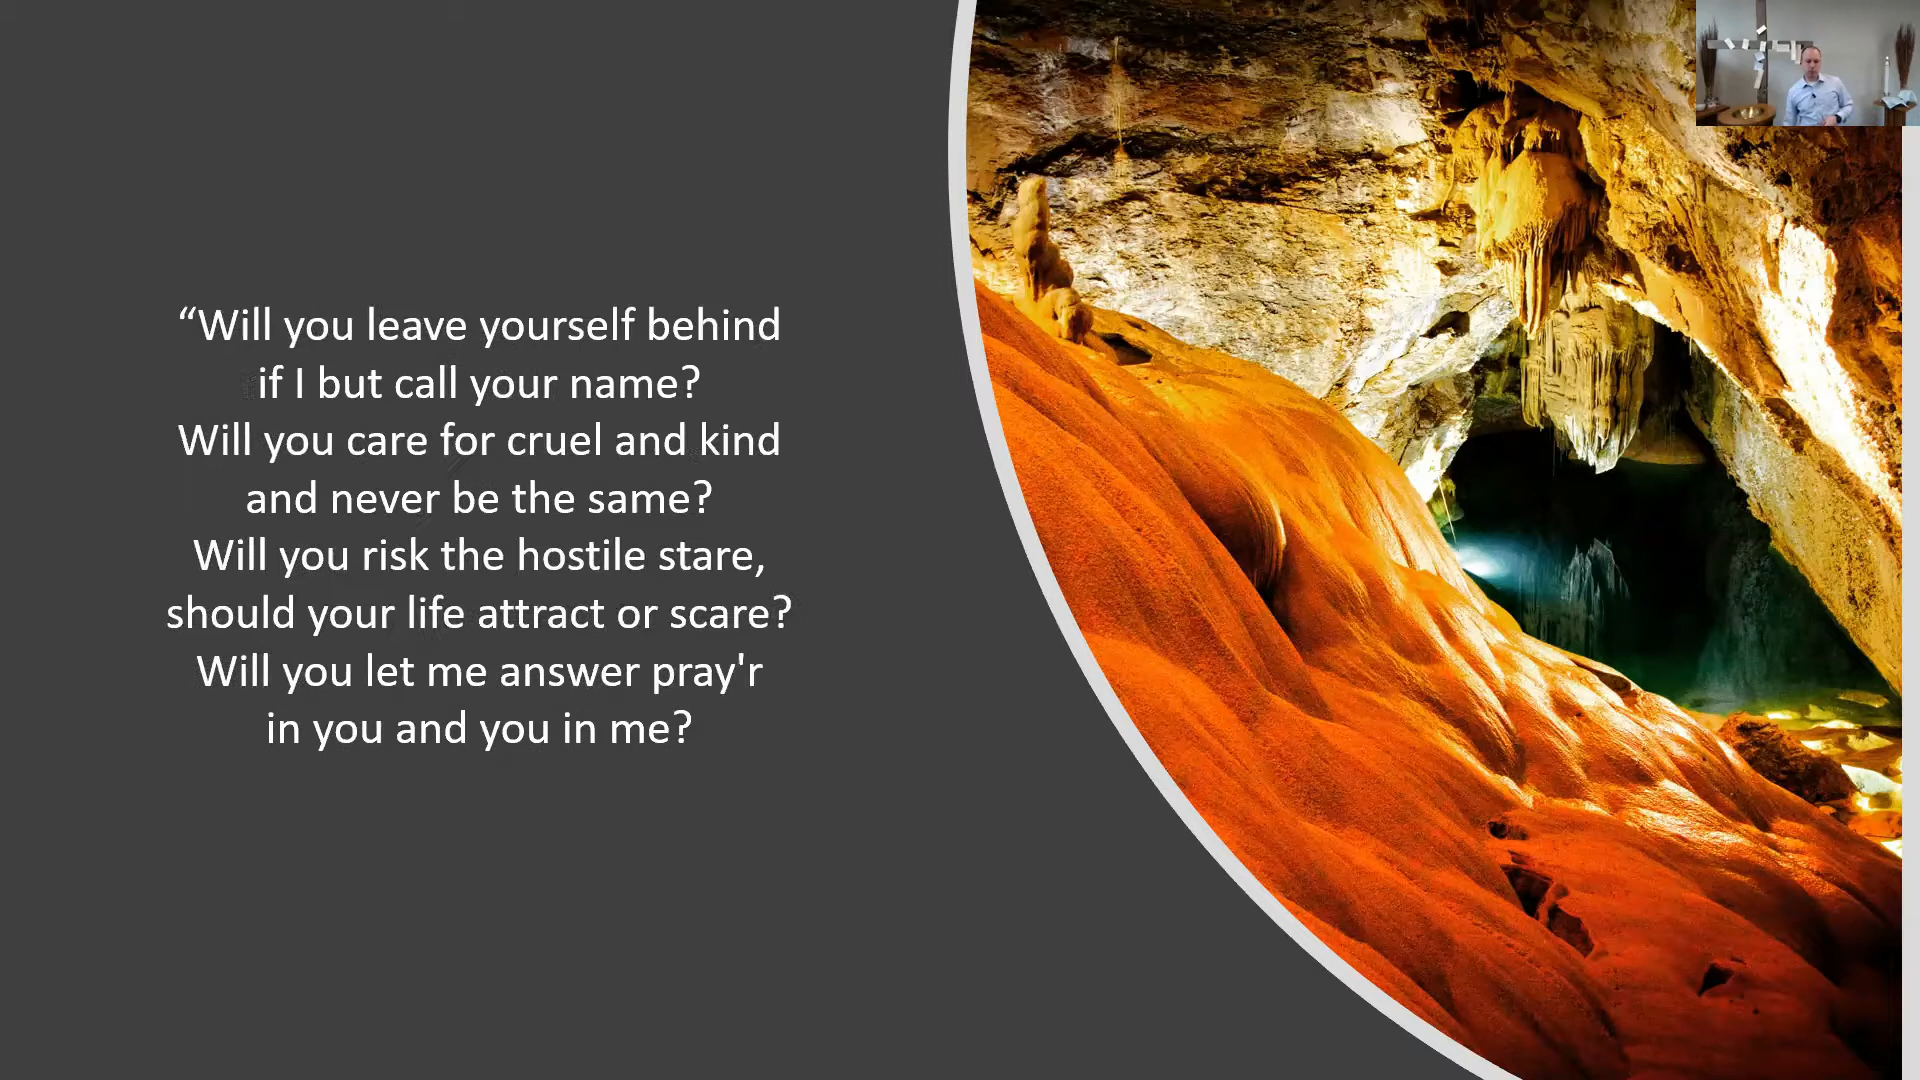 “Will you leave yourself behind
if I but call your name?
Will you care for cruel and kind
and never be the same?
Will you risk the hostile stare,
should your life attract or scare?
Will you let me answer pray'r
in you and you in me?